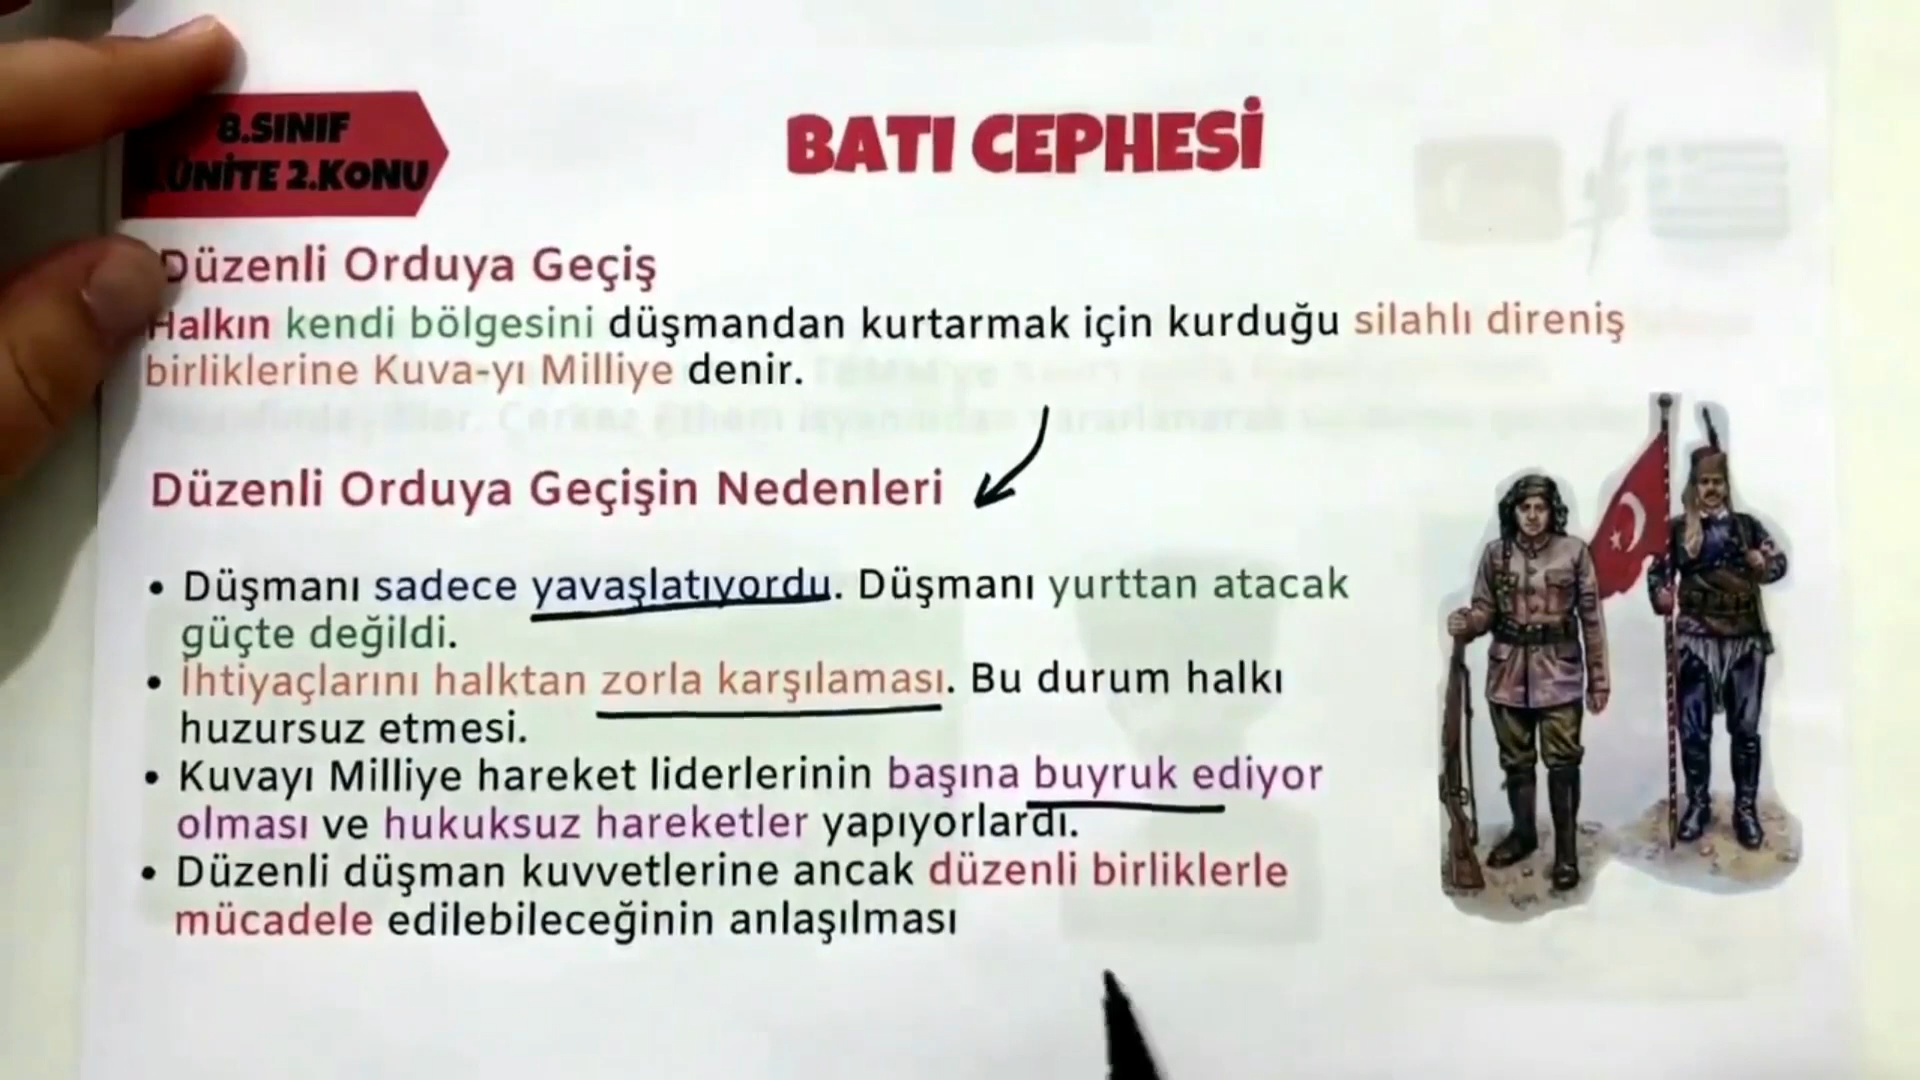 8.SINIF
ÜNİTE 2.KONU
BATI CEPHESİ
Düzenli Orduya Geçiş
Halkın kendi bölgesini düşmandan kurtarmak için kurduğu silahlı direniş
birliklerine Kuva-yı Milliye denir.
Düzenli Orduya Geçişin Nedenleri
• Düşmanı sadece yavaşlatıyordu. Düşmanı yurttan atacak
güçte değildi.
• İhtiyaçlarını halktan zorla karşılaması. Bu durum halkı
huzursuz etmesi.
• Kuvayı Milliye hareket liderlerinin başına buyruk ediyor
olması ve hukuksuz hareketler yapıyorlardı.
• Düzenli düşman kuvvetlerine ancak düzenli birliklerle
mücadele edilebileceğinin anlaşılması